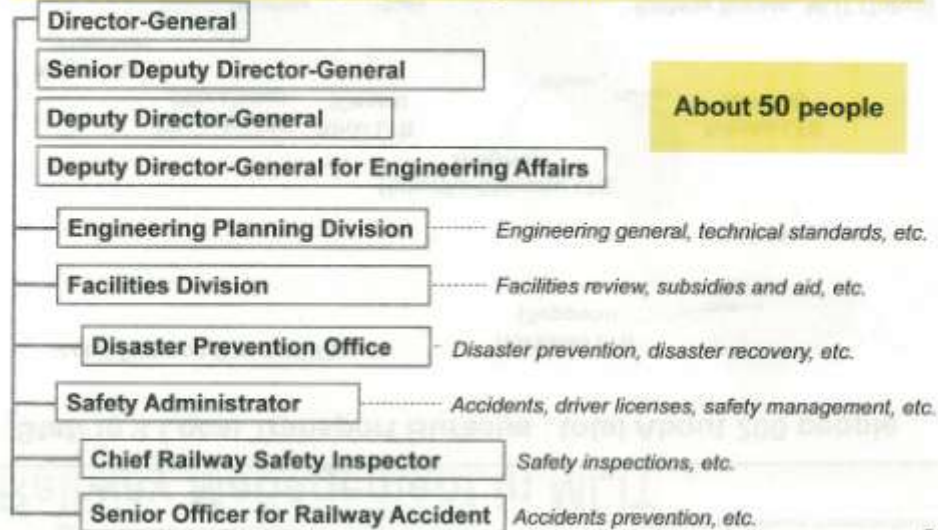 Director-General
Senior Deputy Director-General
Deputy Director-General
About 50 people
Deputy Director-General for Engineering Affairs
Engineering Planning Division Engineering general, technical standards, etc.
Facilities Division Facilities review, subsidies and aid, etc.
Disaster Prevention Office Disaster prevention, disaster recovery, etc.
Safety Administrator Accidents, driver licenses, safety management, etc.
Chief Railway Safety Inspector Safety inspections, etc.
Senior Officer for Railway Accident Accidents prevention, etc.